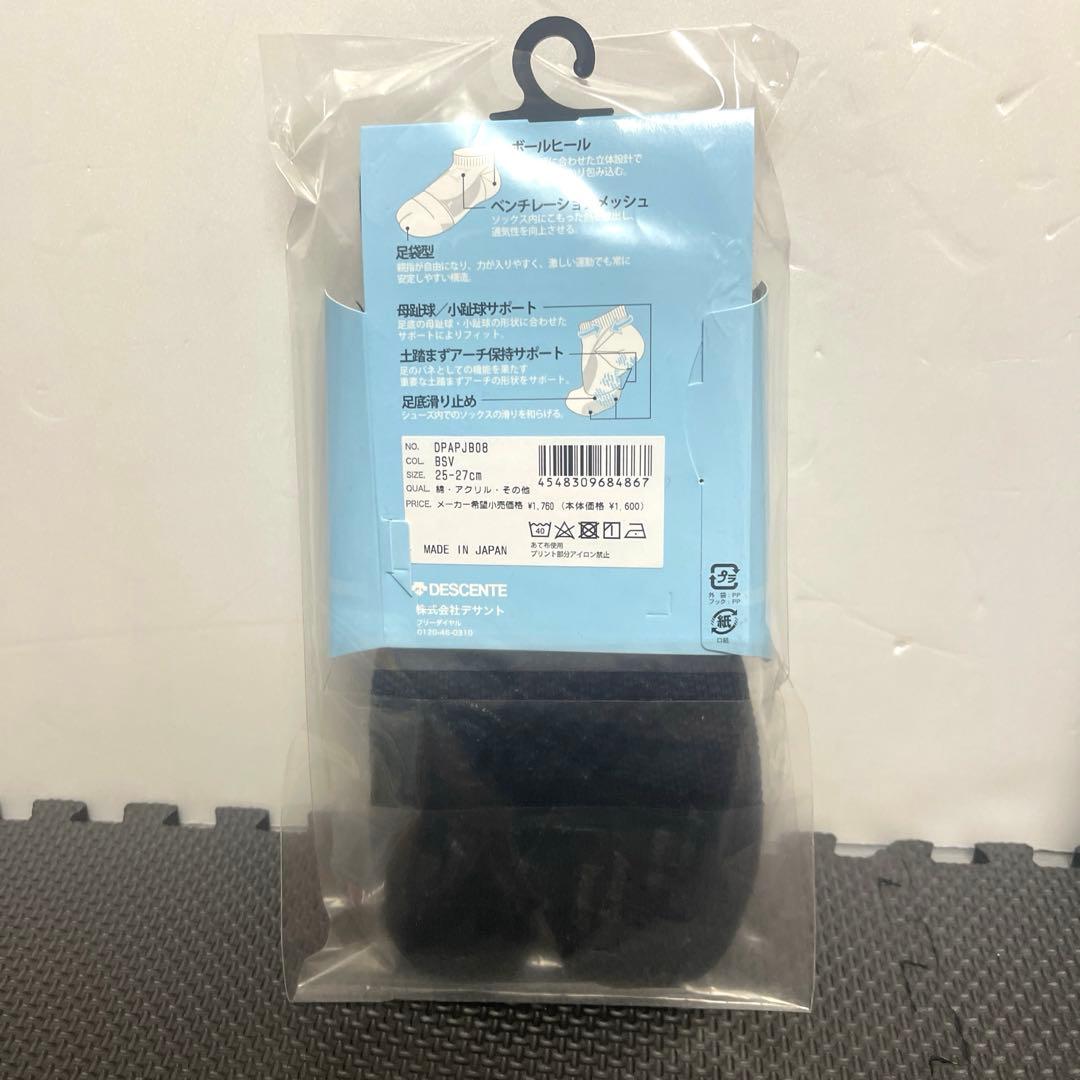 ボールヒール
に合わせた立体設計で
包み込む。
ベンチレーションメッシュ
ソックス内にこもった
出し、
通気性を向上させる。
足袋型
親指が自由になり、力が入りやすく、激しい運動でも常に
安定しやすい構造。
母趾球／小趾球サポート
足底の母趾球・小趾球の形状に合わせた
サポートによりフィット。
土踏まずアーチ保持サポート
足のバネとしての機能を果たす
重要な土踏まずアーチの形状をサポート。
足底滑り止め
シューズ内でのソックスの滑りを和らげる。
NO. DPAPJB08
COL. BSV
SIZE. 25-27cm
QUAL. 綿・アクリル・その他
4548309684867
PRICE. メーカー希望小売価格 ¥1,760 (本体価格 ¥1,600)
40
あて布使用
プリント部分アイロン禁止
MADE IN JAPAN
DESCENTE
株式会社デサント
フリーダイヤル
0120-46-0310
プラ
外袋：PP
フック：PP
紙
口紙